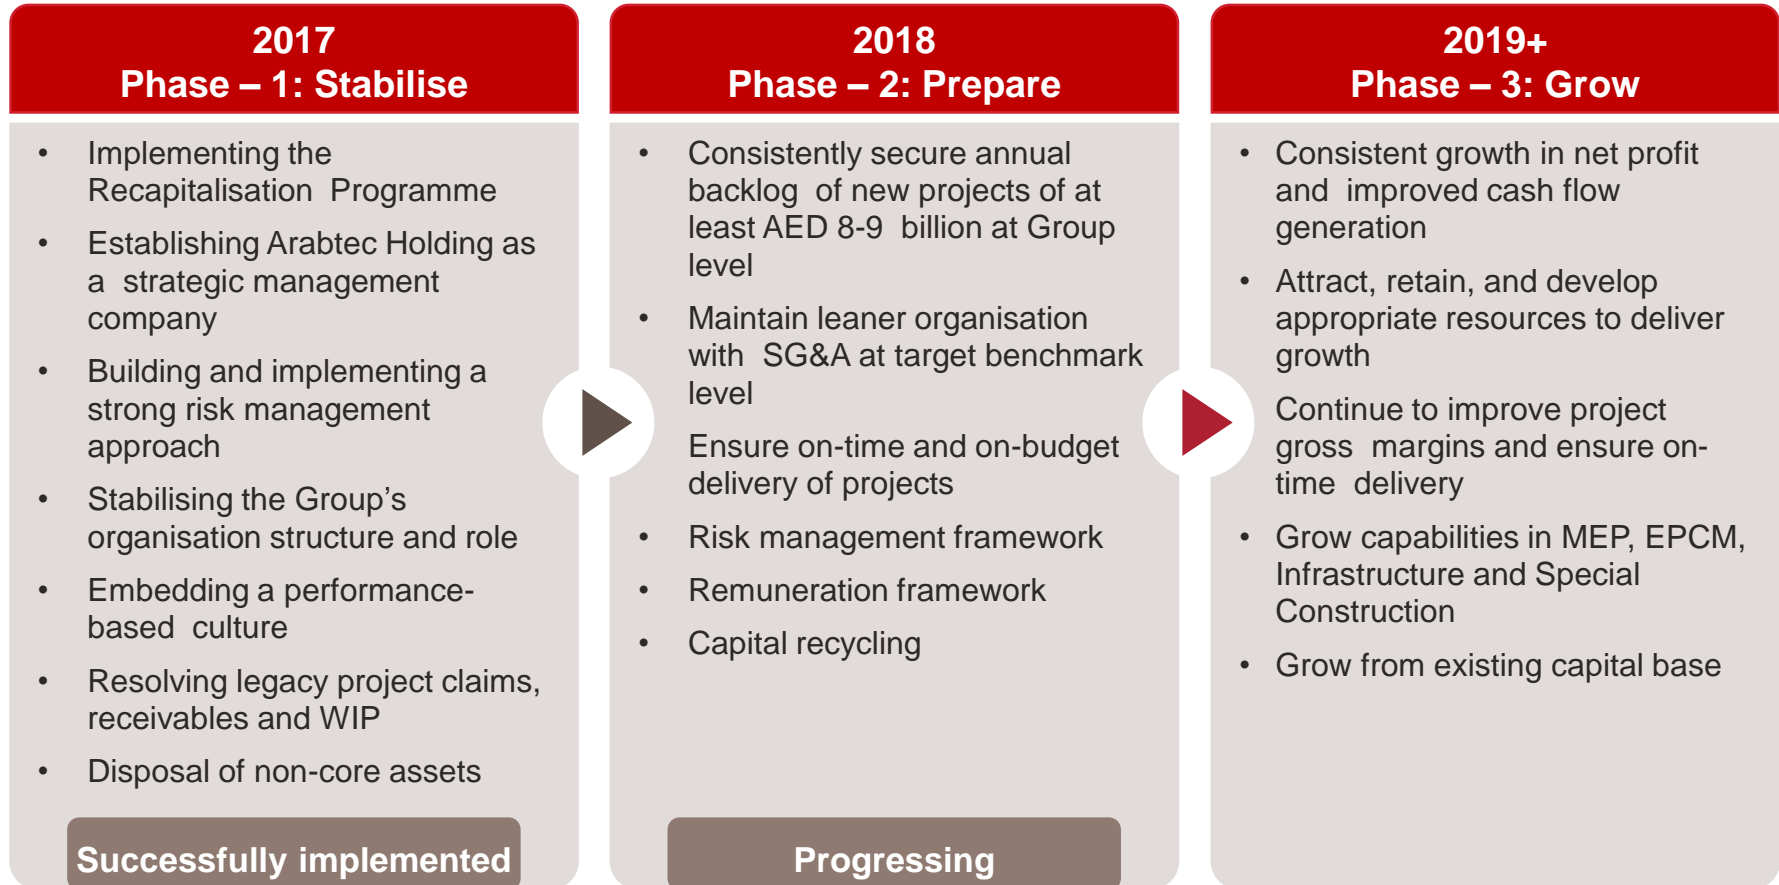 2017
Phase – 1: Stabilise
• Implementing the
Recapitalisation Programme
• Establishing Arabtec Holding as
a strategic management
company
• Building and implementing a
strong risk management
approach
• Stabilising the Group’s
organisation structure and role
• Embedding a performance-
based culture
• Resolving legacy project claims,
receivables and WIP
• Disposal of non-core assets
Successfully implemented
2018
Phase – 2: Prepare
• Consistently secure annual
backlog of new projects of at
least AED 8-9 billion at Group
level
• Maintain leaner organisation
with SG&A at target benchmark
level
Ensure on-time and on-budget
delivery of projects
• Risk management framework
• Remuneration framework
• Capital recycling
Progressing
2019+
Phase – 3: Grow
• Consistent growth in net profit
and improved cash flow
generation
• Attract, retain, and develop
appropriate resources to deliver
growth
Continue to improve project
gross margins and ensure on-
time delivery
• Grow capabilities in MEP, EPCM,
Infrastructure and Special
Construction
• Grow from existing capital base